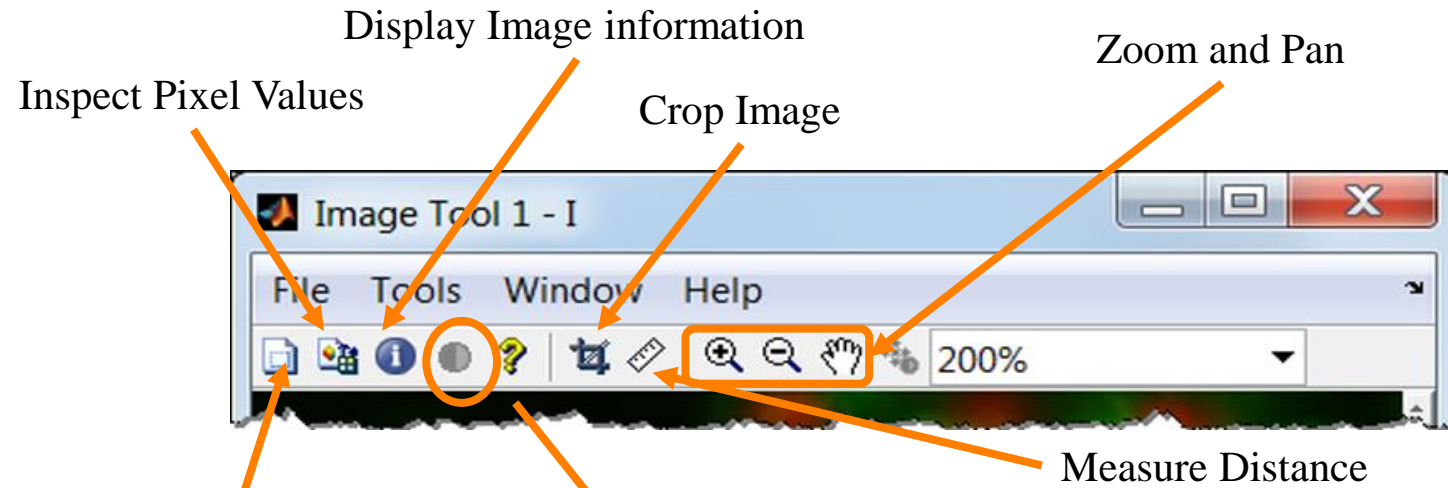 Display Image information
Zoom and Pan
Inspect Pixel Values
Crop Image
Image Tool 1 - I
File Tools Window Help
200%
Measure Distance